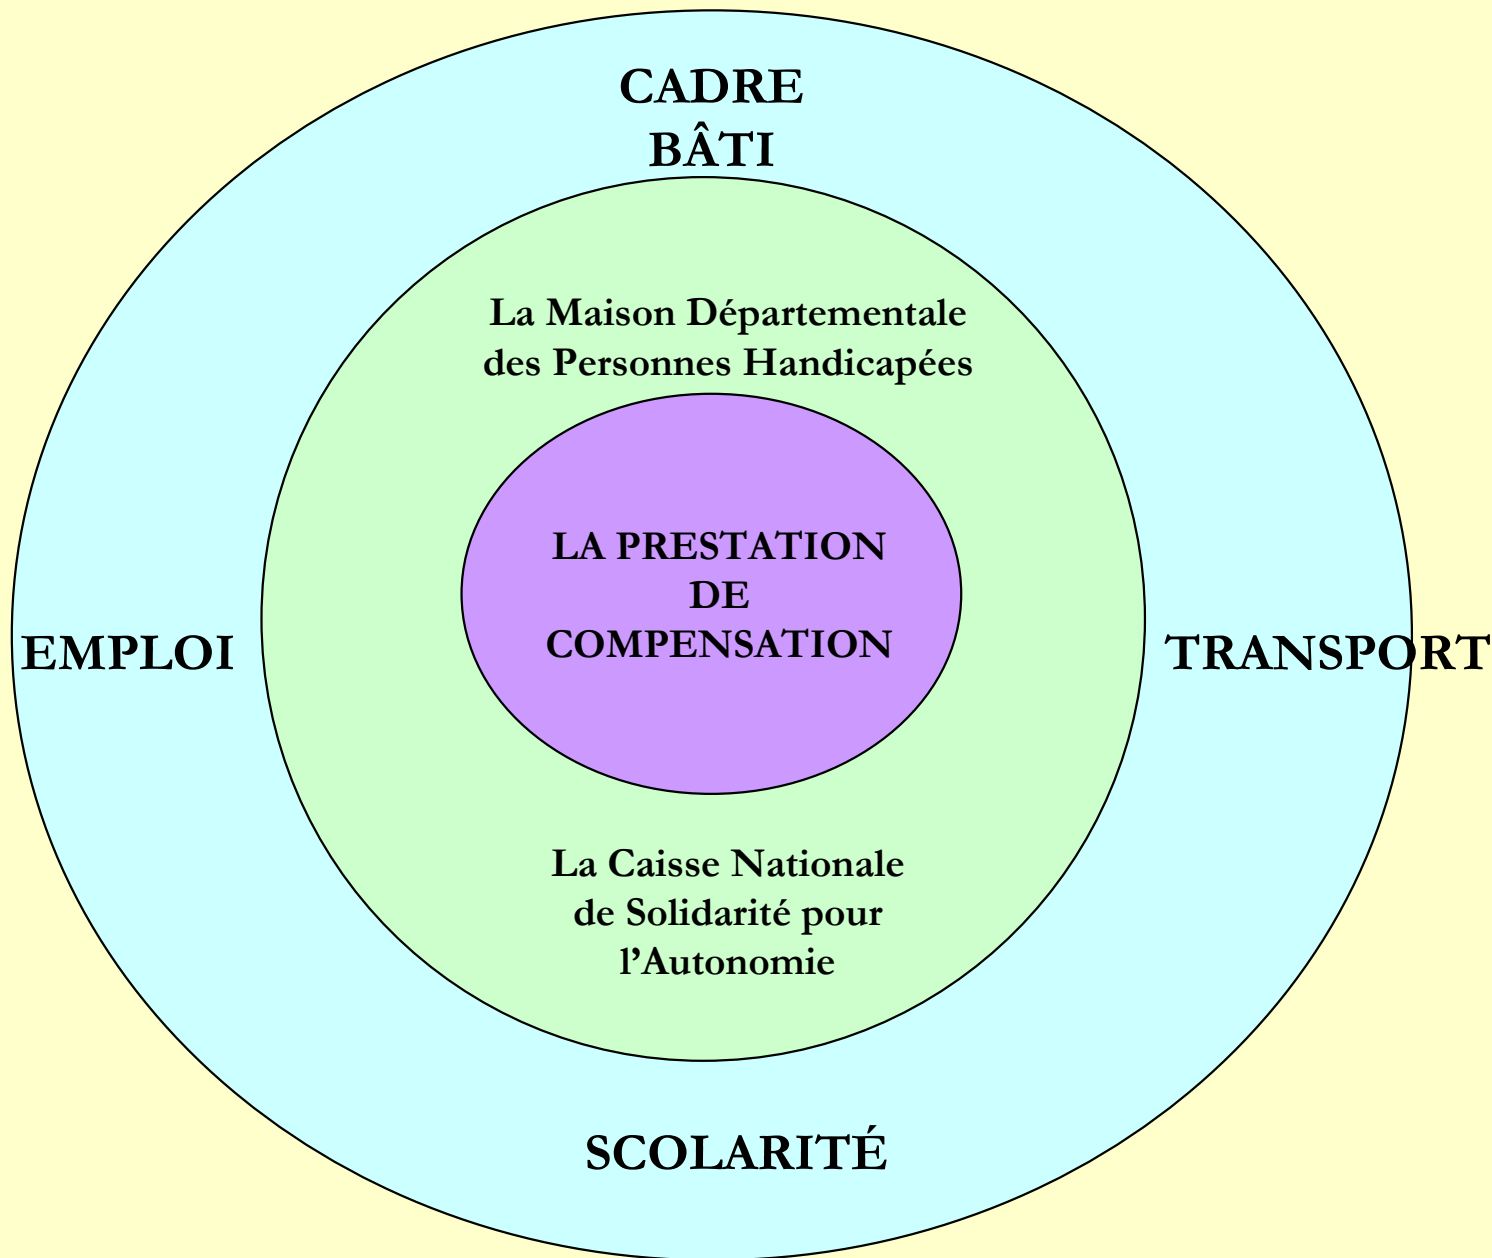 CADRE
BÂTI
La Maison Départementale
des Personnes Handicapées
LA PRESTATION
DE
COMPENSATION
EMPLOI
TRANSPORT
La Caisse Nationale
de Solidarité pour
l’Autonomie
SCOLARITÉ